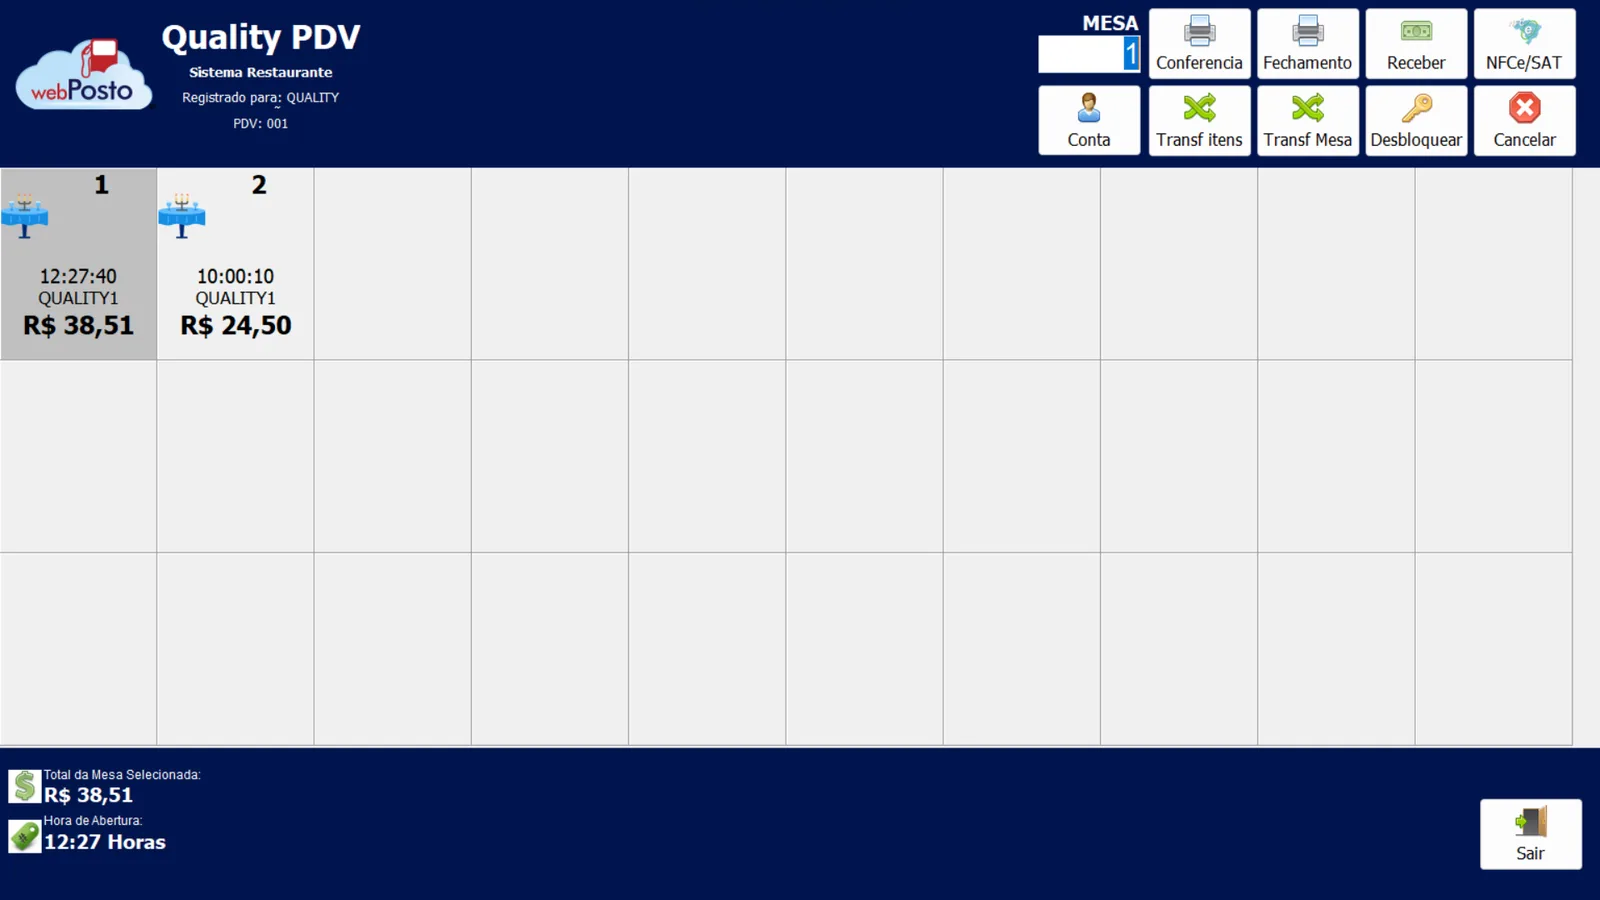 webPosto
Quality PDV
Sistema Restaurante
Registrado para: QUALITY
~
PDV: 001
MESA
1
Conferencia
Fechamento
Receber
NFCe/SAT
Conta
Transf itens
Transf Mesa
Desbloquear
Cancelar
1
12:27:40
QUALITY1
R$ 38,51
2
10:00:10
QUALITY1
R$ 24,50
Total da Mesa Selecionada:
R$ 38,51
Hora de Abertura:
12:27 Horas
Sair